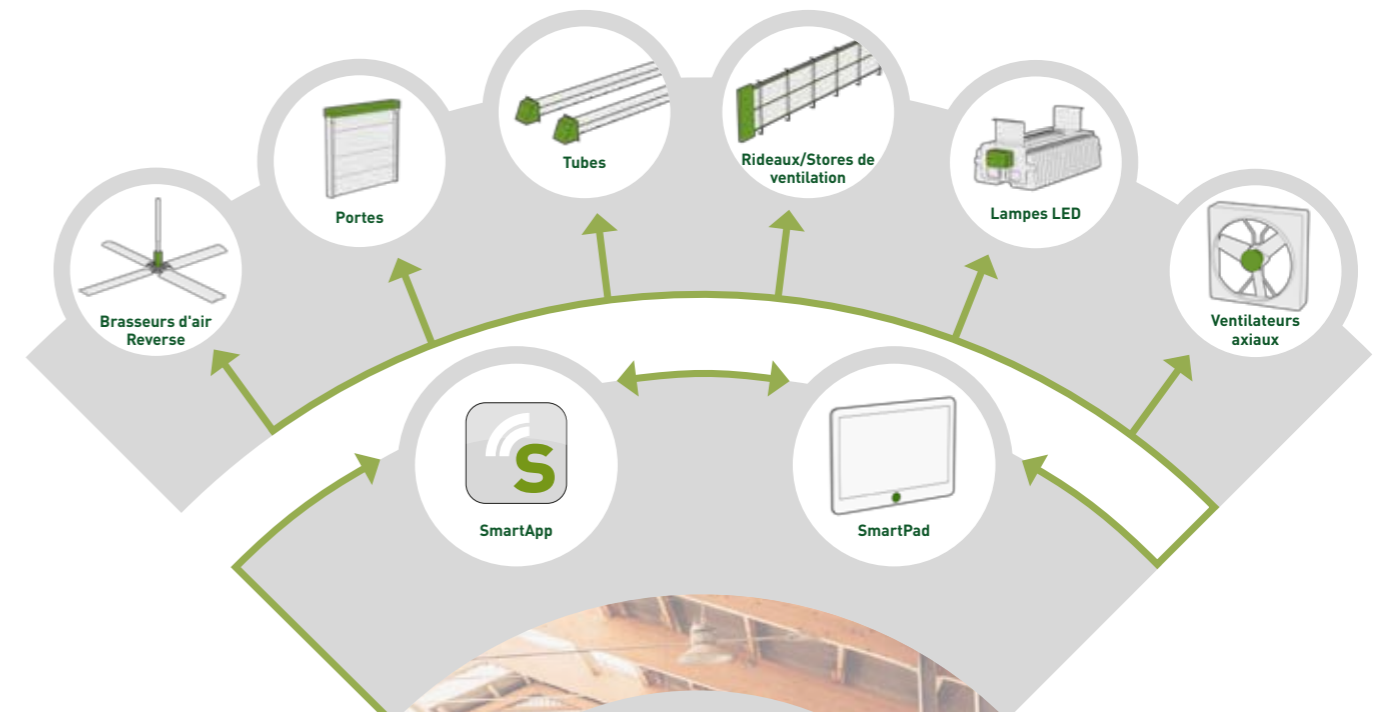 Tubes
Rideaux/Stores de
ventilation
Portes
Lampes LED
Brasseurs d'air
Reverse
Ventilateurs
axiaux
S
SmartApp
SmartPad